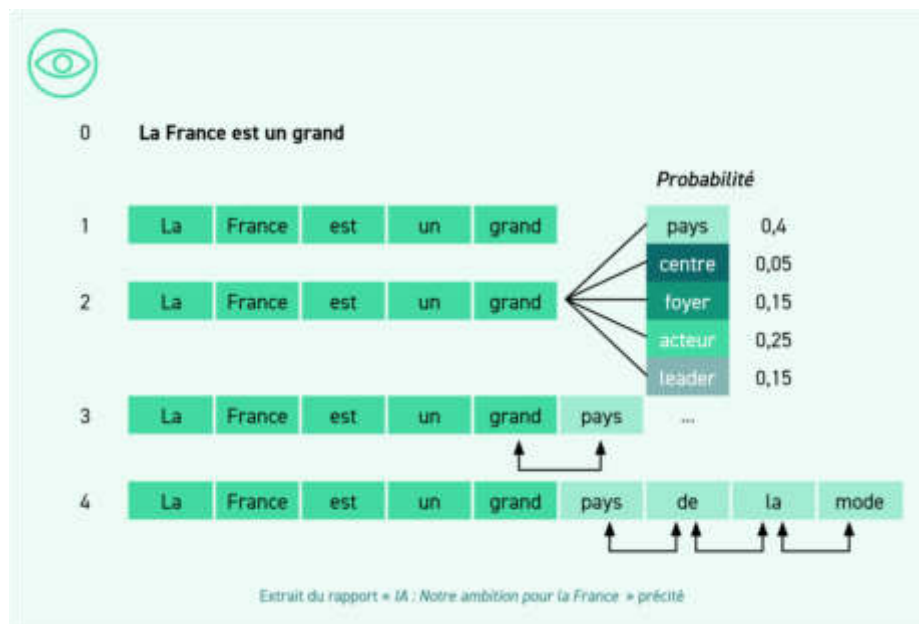 0 La France est un grand
Probabilité
1 La France est un grand pays 0,4
centre 0,05
2 La France est un grand foyer 0,15
acteur 0,25
leader 0,15
3 La France est un grand pays ...
4 La France est un grand pays de la mode
Extrait du rapport « IA : Notre ambition pour la France » précité